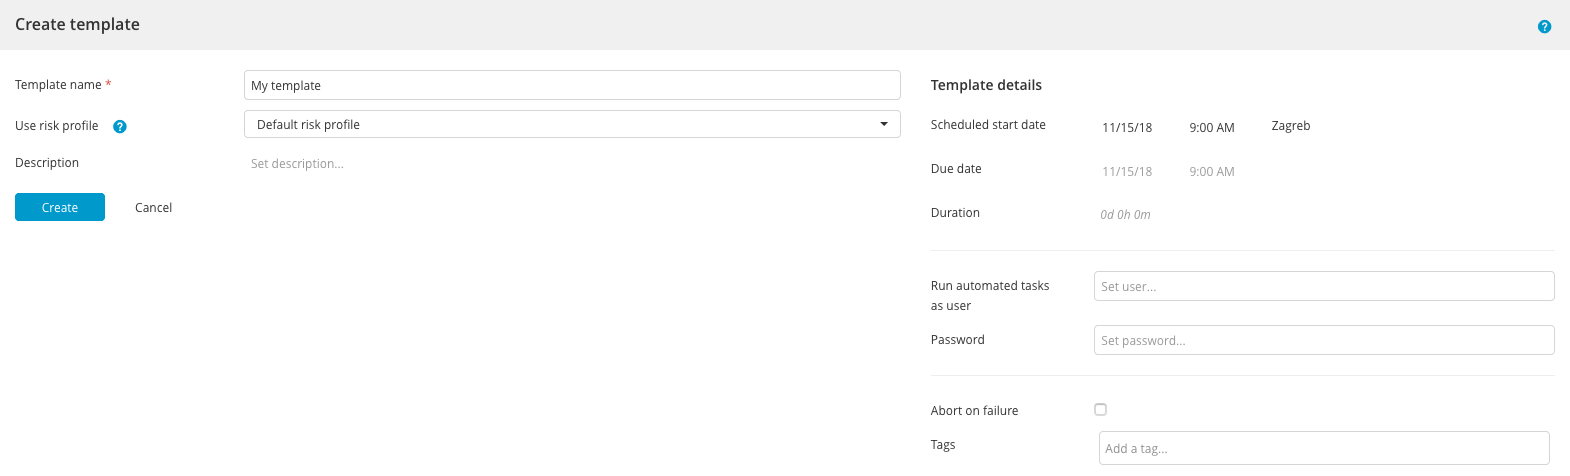 Create template
?
Template name *
My template
Use risk profile ?
Default risk profile
Description
Set description...
Create
Cancel
Template details
Scheduled start date
11/15/18
9:00 AM
Zagreb
Due date
11/15/18
9:00 AM
Duration
0d 0h 0m
Run automated tasks
as user
Set user...
Password
Set password...
Abort on failure
Tags
Add a tag...